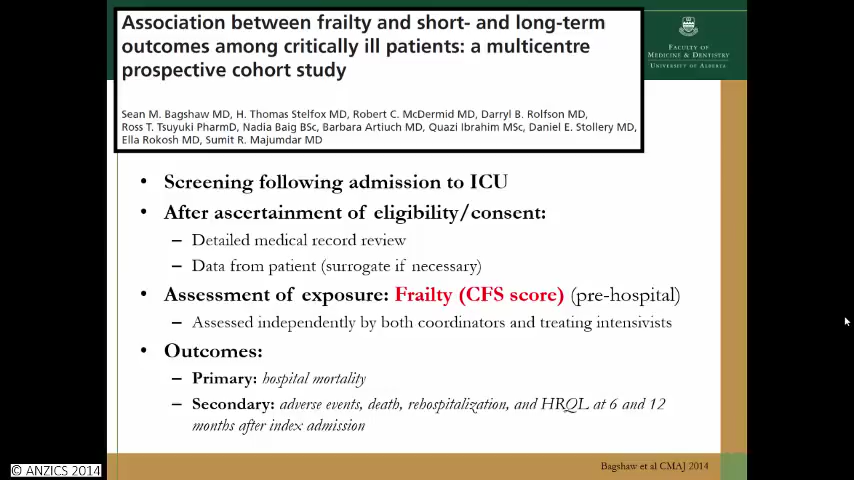 Association between frailty and short- and long-term
outcomes among critically ill patients: a multicentre
prospective cohort study
Sean M. Bagshaw MD, H. Thomas Stelfox MD, Robert C. McDermid MD, Darryl B. Rolfson MD,
Ross T. Tsuyuki PharmD, Nadia Baig BSc, Barbara Artiuch MD, Quazi Ibrahim MSc, Daniel E. Stollery MD,
Ella Rokosh MD, Sumit R. Majumdar MD
FACULTY OF
MEDICINE & DENTISTRY
UNIVERSITY OF ALBERTA
• Screening following admission to ICU
• After ascertainment of eligibility/consent:
– Detailed medical record review
– Data from patient (surrogate if necessary)
• Assessment of exposure: Frailty (CFS score) (pre-hospital)
– Assessed independently by both coordinators and treating intensivists
• Outcomes:
– Primary: hospital mortality
– Secondary: adverse events, death, rehospitalization, and HRQL at 6 and 12
months after index admission
Bagshaw et al CMAJ 2014
© ANZICS 2014